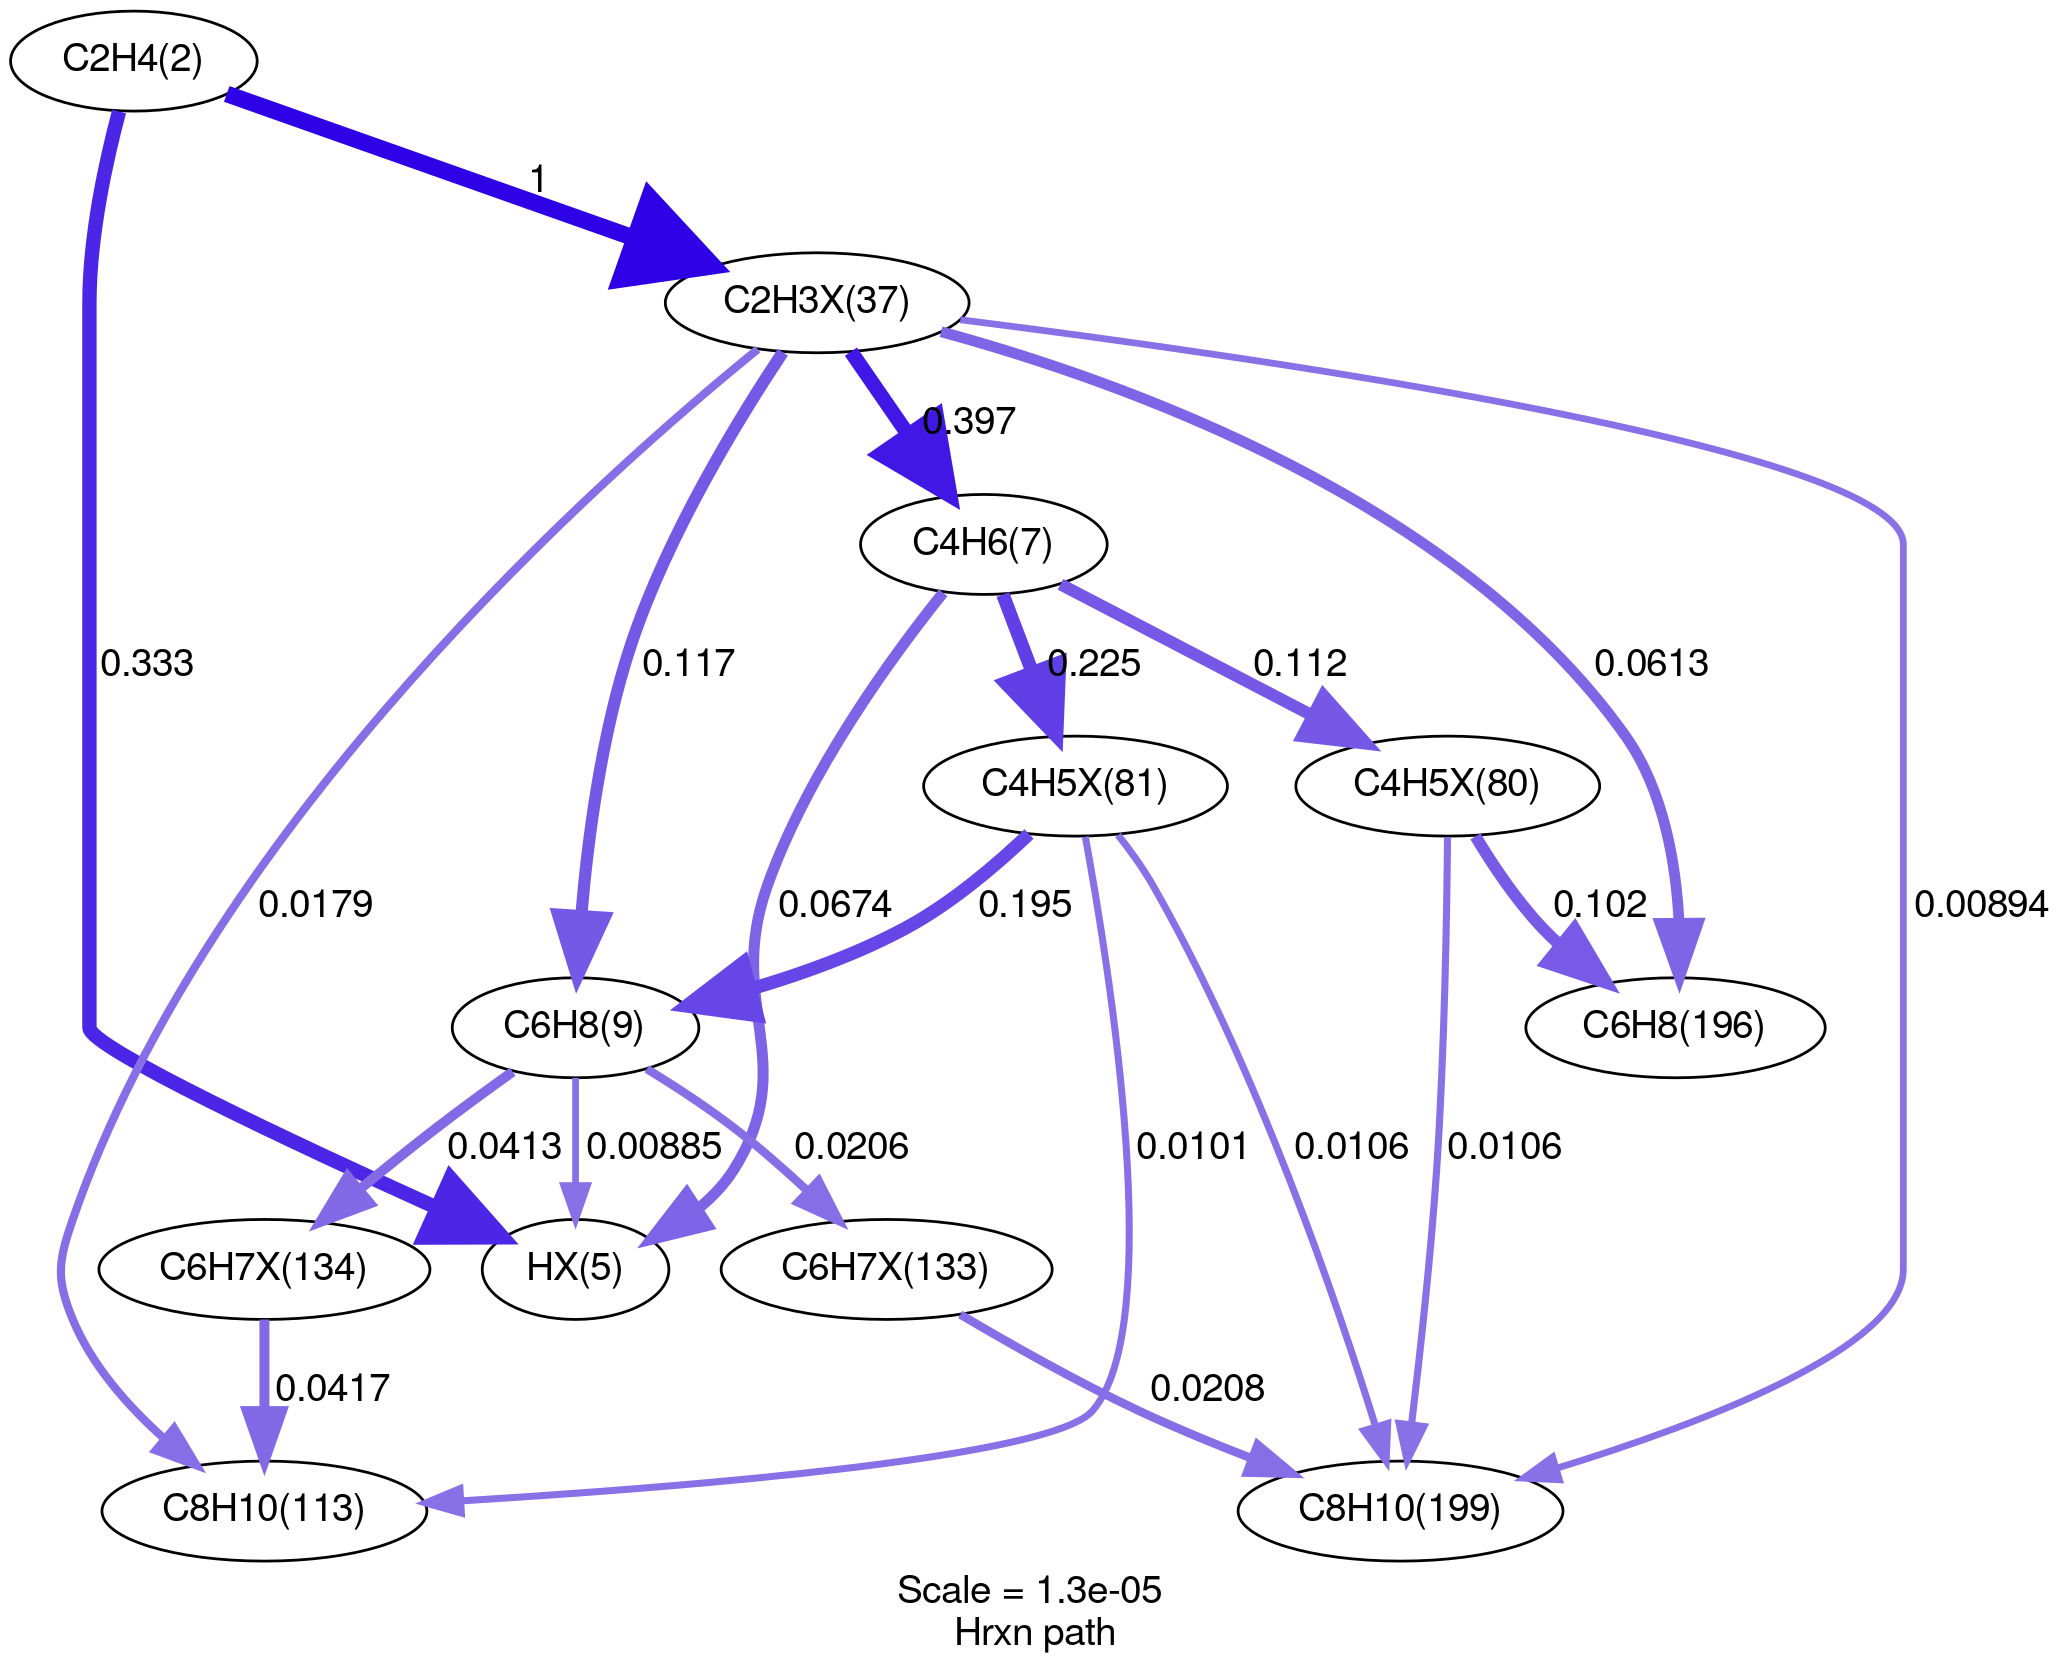 C2H4(2)
1
C2H3X(37)
0.397
C4H6(7)
0.333
0.117
0.225
0.112
0.0613
C4H5X(81)
C4H5X(80)
0.0179
0.0674
0.195
0.102
0.00894
C6H8(9)
C6H8(196)
0.0413
0.00885
0.0206
0.0101
0.0106
0.0106
C6H7X(134)
HX(5)
C6H7X(133)
0.0417
0.0208
C8H10(113)
C8H10(199)
Scale = 1.3e-05
Hrxn path